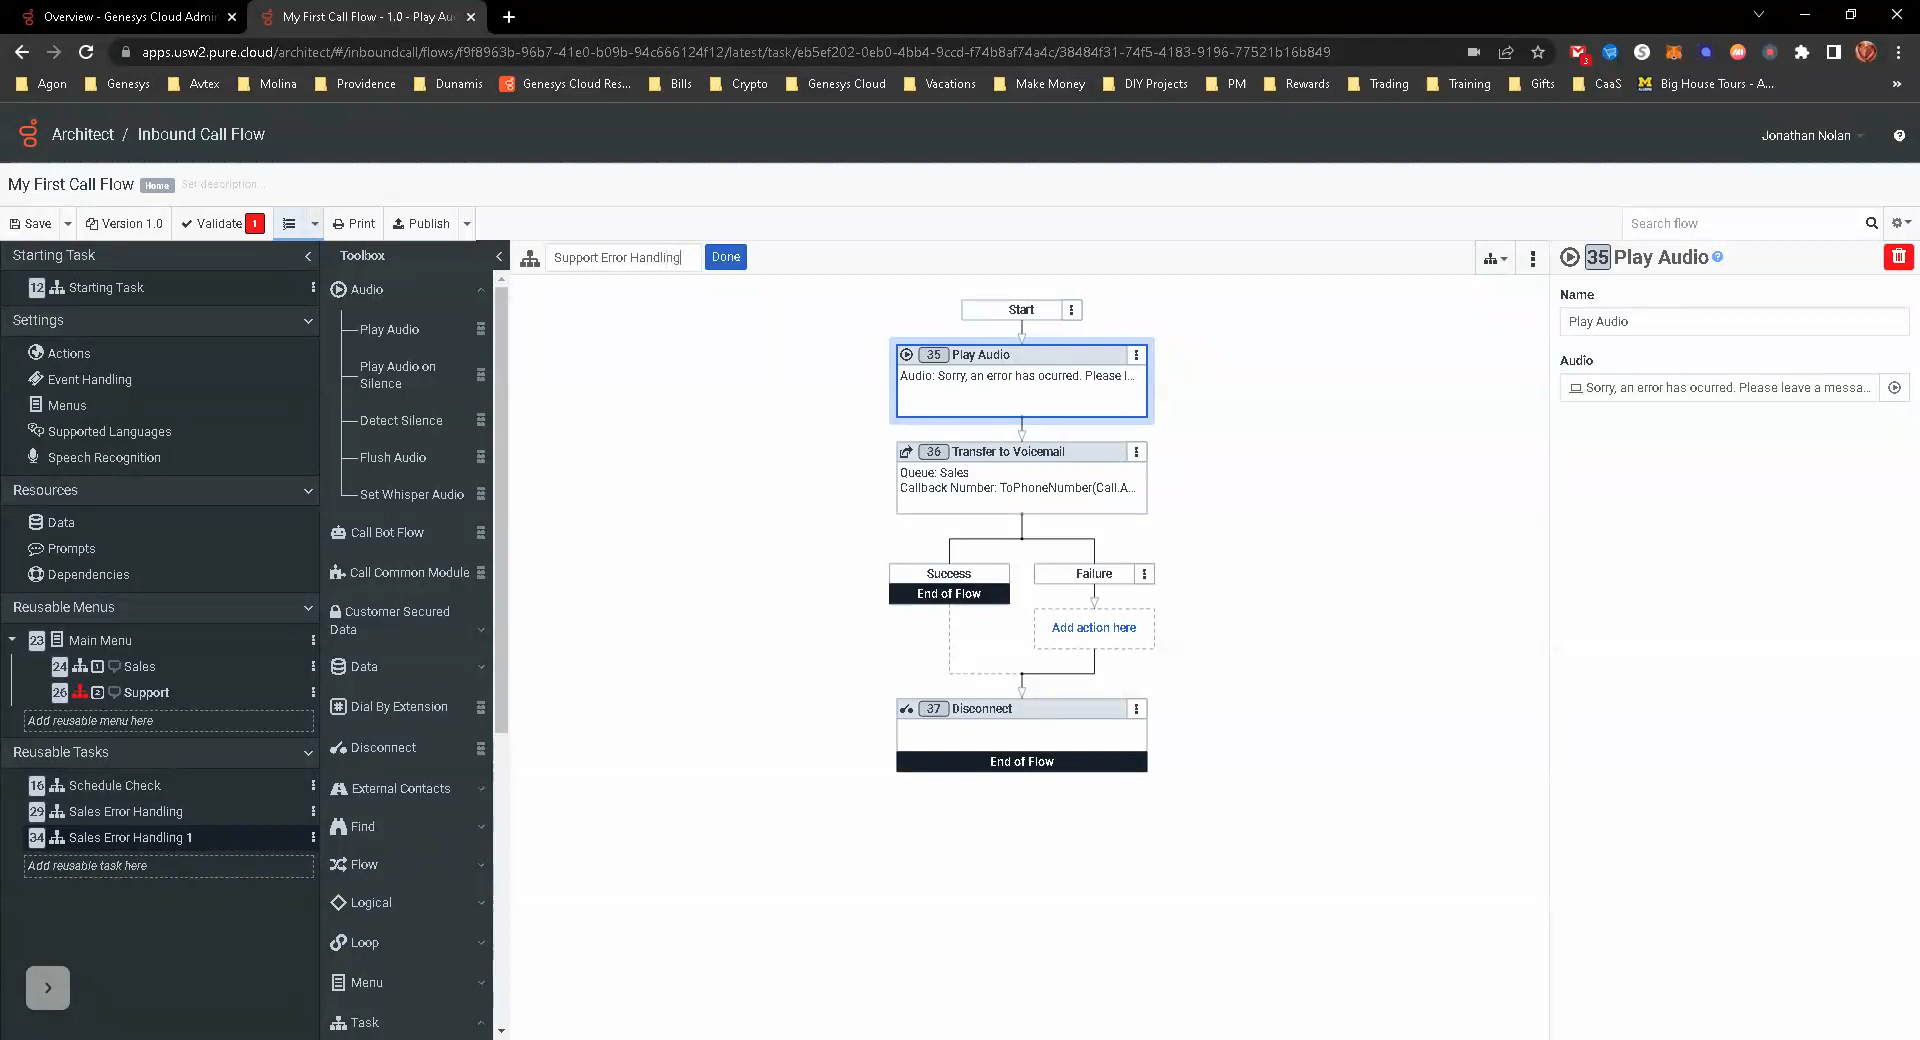 Overview - Genesys Cloud Admin
My First Call Flow - 1.0 - Play Au
apps.usw2.pure.cloud/architect/#/inboundcall/flows/f9f8963b-96b7-41e0-b09b-94c666124f12/latest/task/eb5ef202-0eb0-4bb4-9ccd-f74b8af74a4c/38484f31-74f5-4183-9196-77521b16b849
3
Agon
Genesys
Avtex
Molina
Providence
Dunamis
Genesys Cloud Res...
Bills
Crypto
Genesys Cloud
Vacations
Make Money
DIY Projects
PM
Rewards
Trading
Training
Gifts
CaaS
Big House Tours - A...
Architect / Inbound Call Flow
Jonathan Nolan
My First Call Flow Home Set description...
Save
Version 1.0
Validate 1
Print
Publish
Search flow
Starting Task
12 Starting Task
Settings
Actions
Event Handling
Menus
Supported Languages
Speech Recognition
Resources
Data
Prompts
Dependencies
Reusable Menus
23 Main Menu
24 1 Sales
26 2 Support
Add reusable menu here
Reusable Tasks
16 Schedule Check
29 Sales Error Handling
34 Sales Error Handling 1
Add reusable task here
Toolbox
Audio
Play Audio
Play Audio on
Silence
Detect Silence
Flush Audio
Set Whisper Audio
Call Bot Flow
Call Common Module
Customer Secured
Data
Data
Dial By Extension
Disconnect
External Contacts
Find
Flow
Logical
Loop
Menu
Task
Support Error Handling
Done
Start
35 Play Audio
Audio: Sorry, an error has ocurred. Please l...
36 Transfer to Voicemail
Queue: Sales
Callback Number: ToPhoneNumber(Call.A...
Success
End of Flow
Failure
Add action here
37 Disconnect
End of Flow
35 Play Audio
Name
Play Audio
Audio
Sorry, an error has ocurred. Please leave a messa...